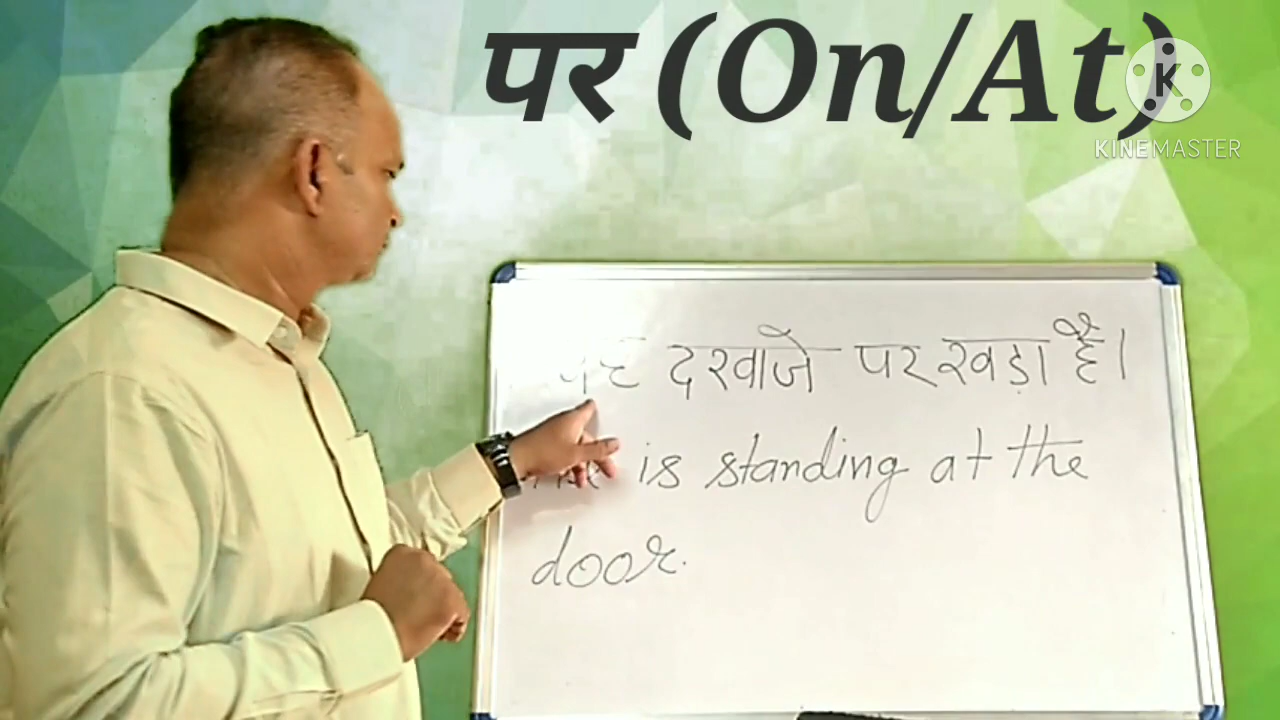 पर (On/At)
KINEMASTER
दरवाजे पर खड़ा है।
is standing at the
door.